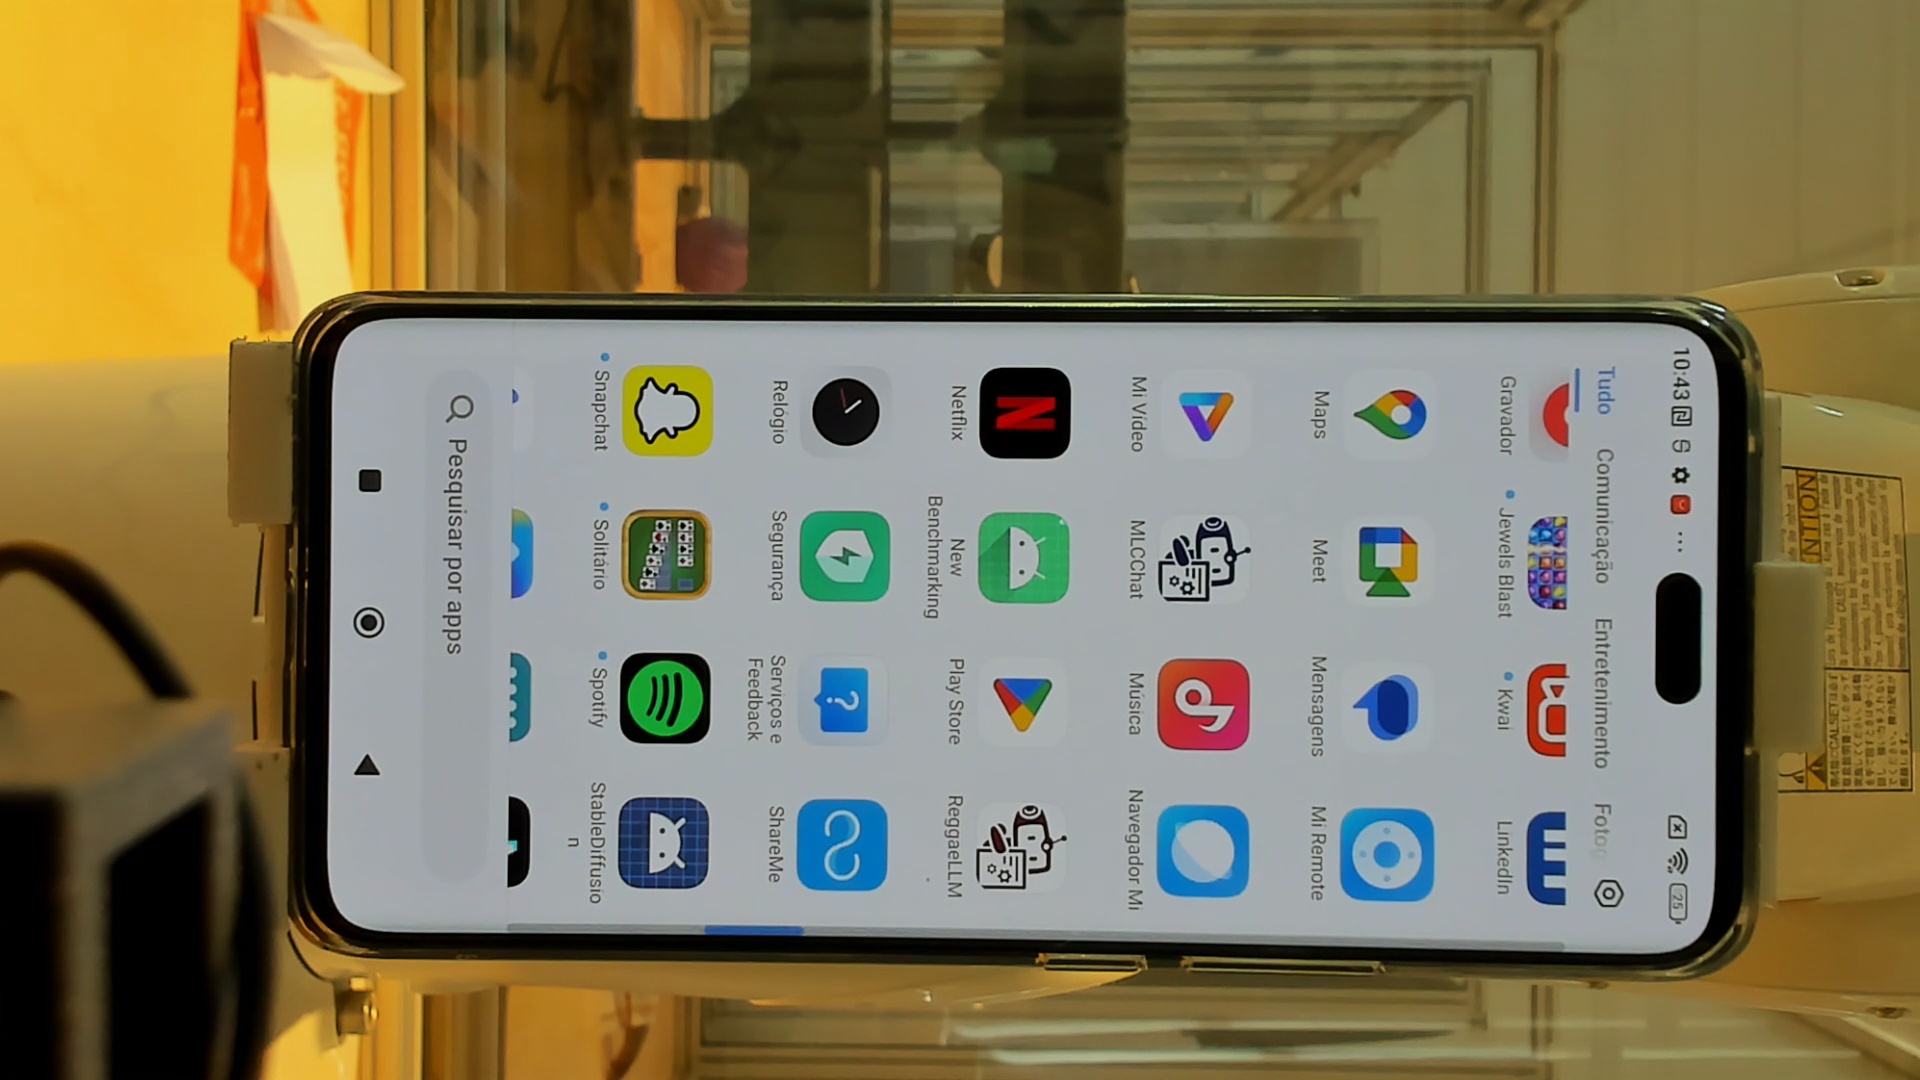 10:43
25
Tudo Comunicação Entretenimento Fotog
Gravador Jewels Blast Kwai LinkedIn
Maps Meet Mensagens Mi Remote
Mi Vídeo MLCChat Música Navegador Mi
Netflix New Benchmarking Play Store ReggaeLLM
Relógio Segurança Serviços e Feedback ShareMe
Snapchat Solitário Spotify StableDiffusion
Pesquisar por apps